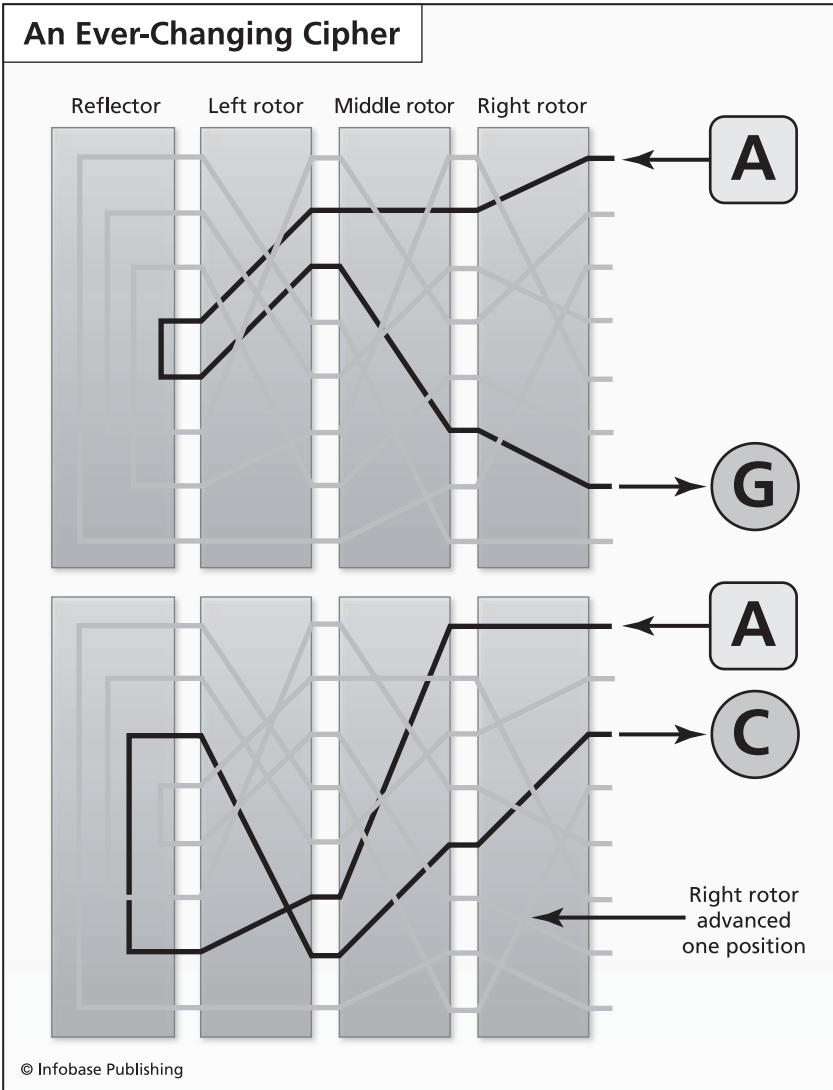 An Ever-Changing Cipher
Reflector Left rotor Middle rotor Right rotor
A
G
A
C
Right rotor
advanced
one position
© Infobase Publishing